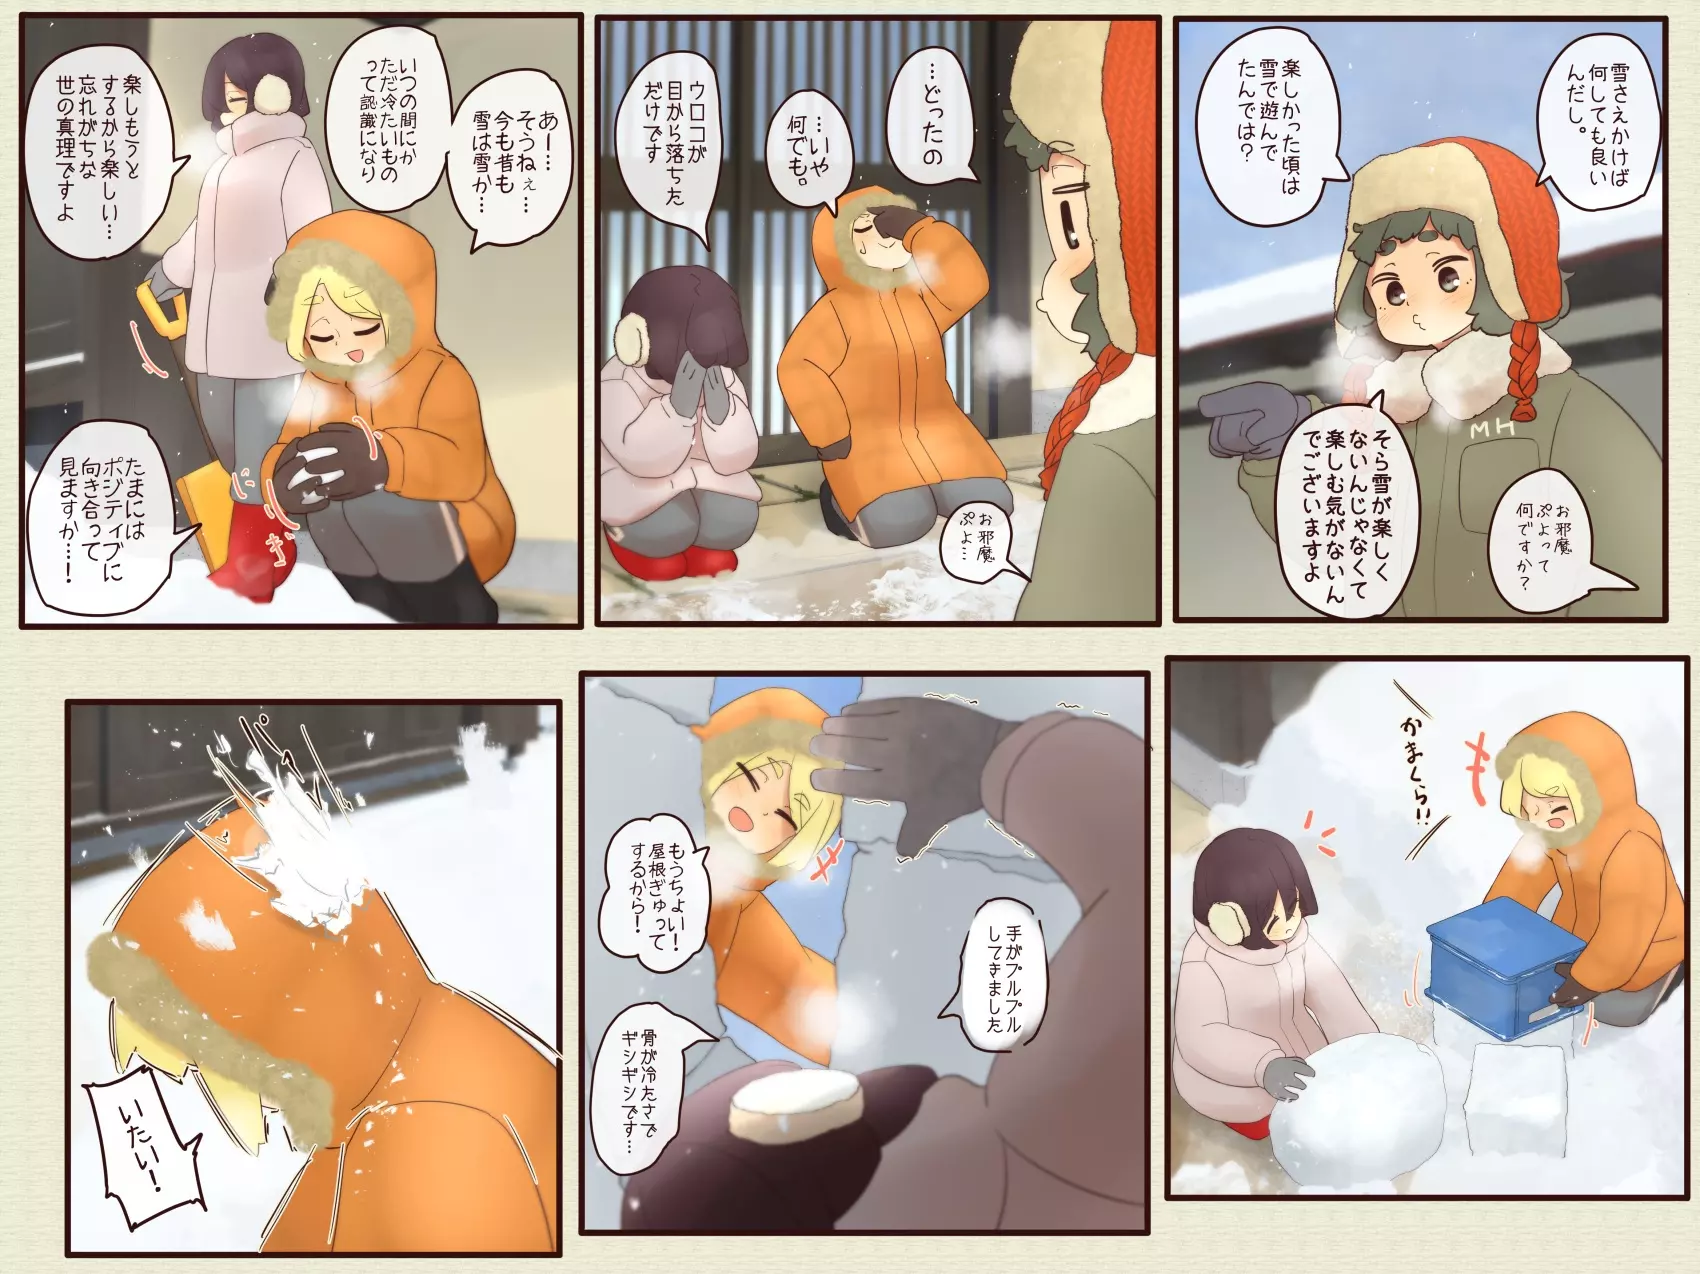 雪さえかけば
何しても良い
んだし。
楽しかった頃は
雪で遊んで
たんでは？
そら雪が楽しく
ないんじゃなくて
楽しむ気がないん
でございますよ
MH
お邪魔
ぷよって
何ですか？
…どったの
…いや
何でも。
ウロコが
目から落ちた
だけです
お邪魔
ぷよ…
あー…
そうねぇ…
今も昔も
雪は雪か…
いつの間にか
ただ冷たいもの
って認識になり
楽しもうと
するから楽しい…
忘れがちな
世の真理ですよ
たまには
ポジティブに
向き合って
見ますか…！
ぎゅ
かまくら!!
もうちょい！
屋根ぎゅって
するから！
手がプルプル
してきました
骨が冷たさで
ギシギシです…
バァン
いたい！